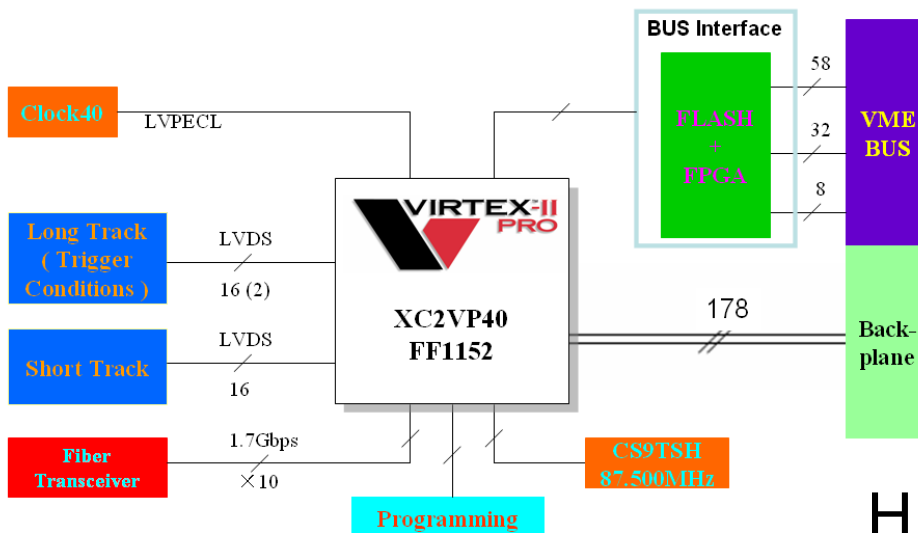 BUS Interface
58
Clock40
LVPECL
FLASH
+
FPGA
32
VME
BUS
8
VIRTEX-II
PRO
Long Track
( Trigger
Conditions )
LVDS
16 (2)
XC2VP40
FF1152
178
Back-
plane
LVDS
Short Track
16
1.7Gbps
Fiber
Transceiver
×10
CS9TSH
87.500MHz
Programming
H